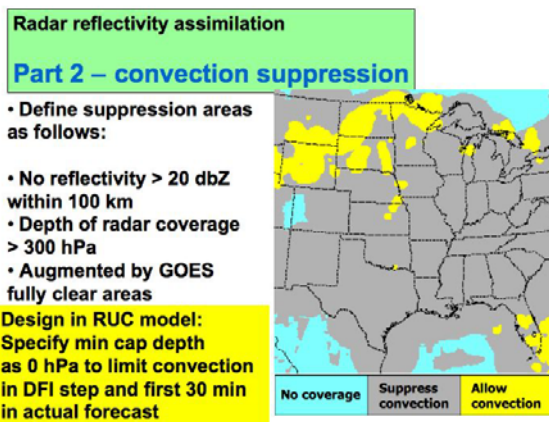 Radar reflectivity assimilation
Part 2 – convection suppression
• Define suppression areas
as follows:
• No reflectivity > 20 dbZ
within 100 km
• Depth of radar coverage
> 300 hPa
• Augmented by GOES
fully clear areas
Design in RUC model:
Specify min cap depth
as 0 hPa to limit convection
in DFI step and first 30 min
in actual forecast
No coverage
Suppress
convection
Allow
convection